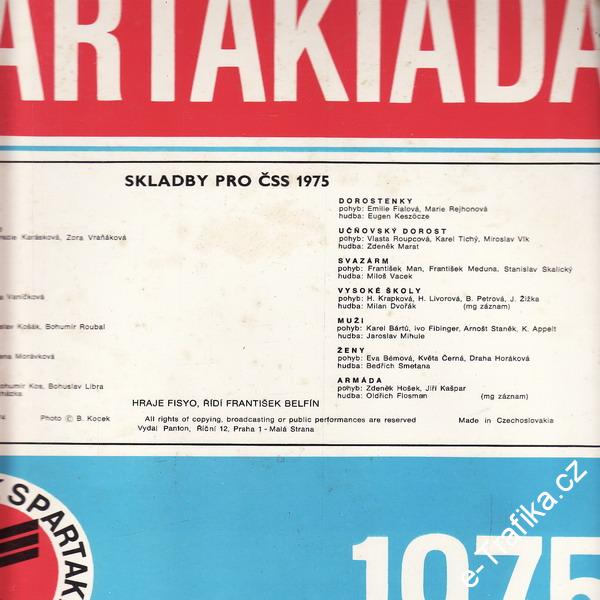 ARTAKIADA
SKLADBY PRO ČSS 1975
Karásková, Zora Vraňáková
Vaníčková
Košák, Bohumír Roubal
Morávková
Kos, Bohuslav Libra
Photo © B. Kocek
HRAJE FISYO, ŘÍDÍ FRANTIŠEK BELFÍN
All rights of copying, broadcasting or public performances are reserved
Vydal Panton, Říční 12, Praha 1 - Malá Strana
DOROSTENKY
pohyb: Emilie Fialová, Marie Rejhonová
hudba: Eugen Keszöcze
UČŇOVSKÝ DOROST
pohyb: Vlasta Roupcová, Karel Tichý, Miroslav Vlk
hudba: Zdeněk Marat
SVAZARM
pohyb: František Man, František Meduna, Stanislav Skalický
hudba: Miloš Vacek
VYSOKÉ ŠKOLY
pohyb: H. Krapková, H. Livorová, B. Petrová, J. Žižka
hudba: Milan Dvořák (mg záznam)
MUŽI
pohyb: Karel Bártů, Ivo Fibinger, Arnošt Staněk, K. Appelt
hudba: Jaroslav Mihule
ŽENY
pohyb: Eva Bémová, Květa Černá, Draha Horáková
hudba: Bedřich Smetana
ARMÁDA
pohyb: Zdeněk Hošek, Jiří Kašpar
hudba: Oldřich Flosman (mg záznam)
Made in Czechoslovakia
SPARTAK
1975
e-Trafika.cz